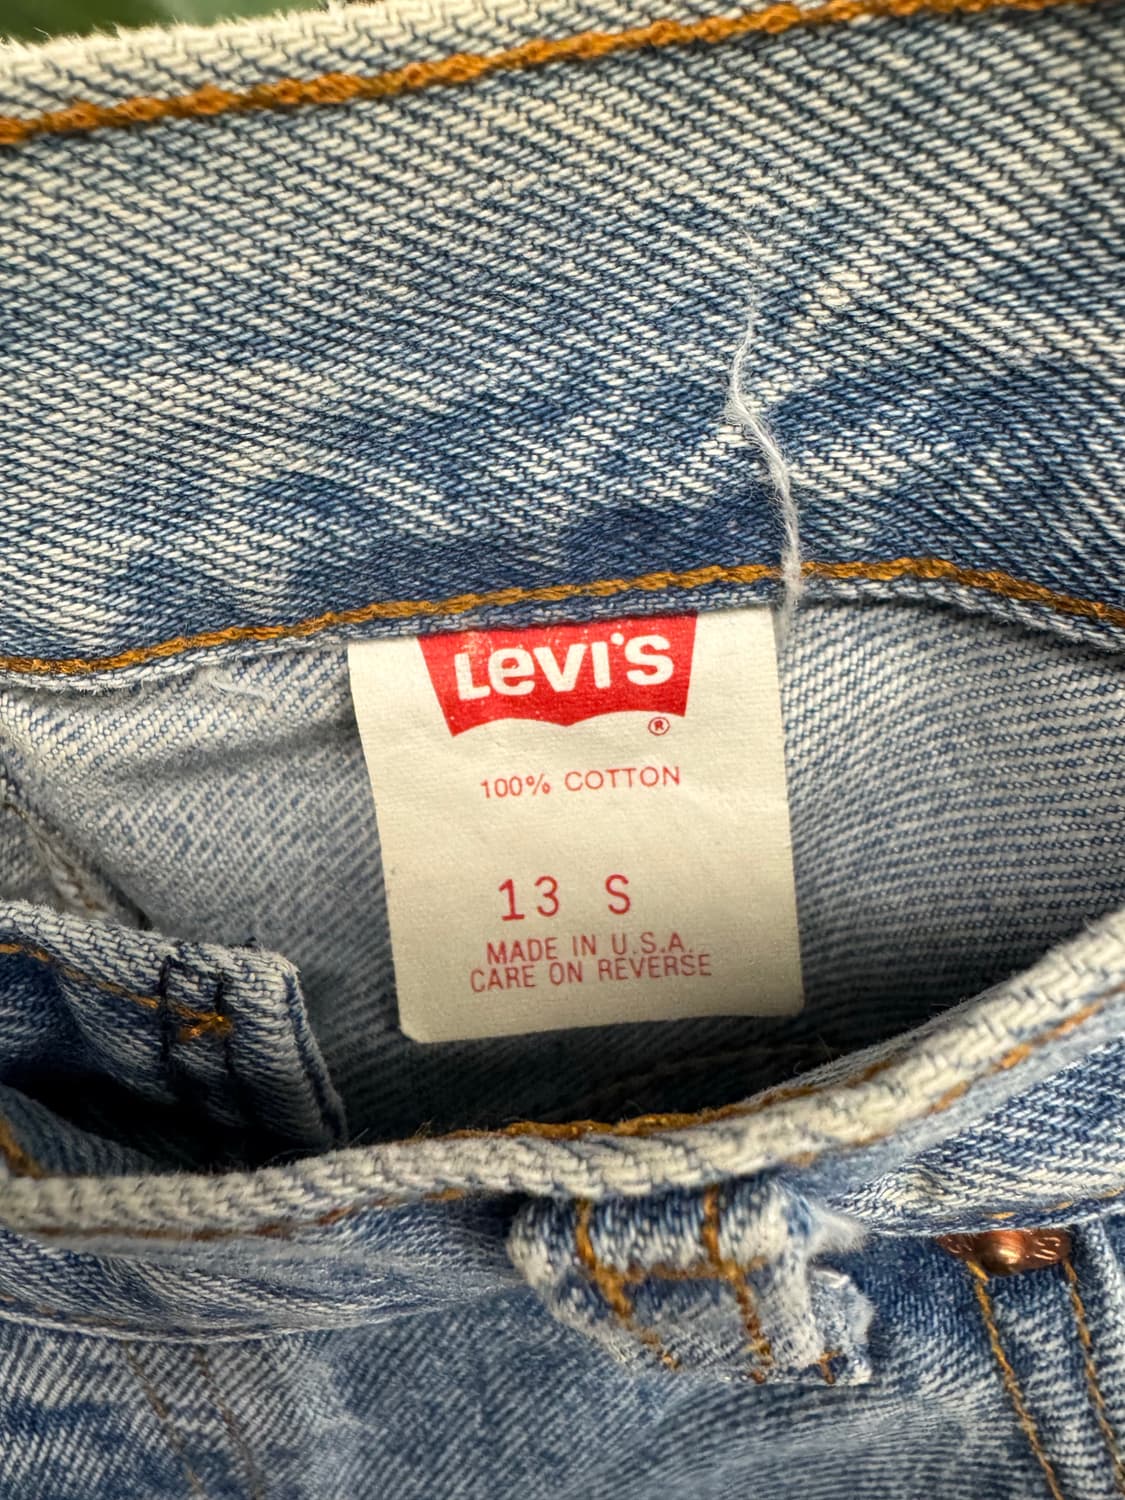 Levi's
®
100% COTTON
13 S
MADE IN U.S.A.
CARE ON REVERSE